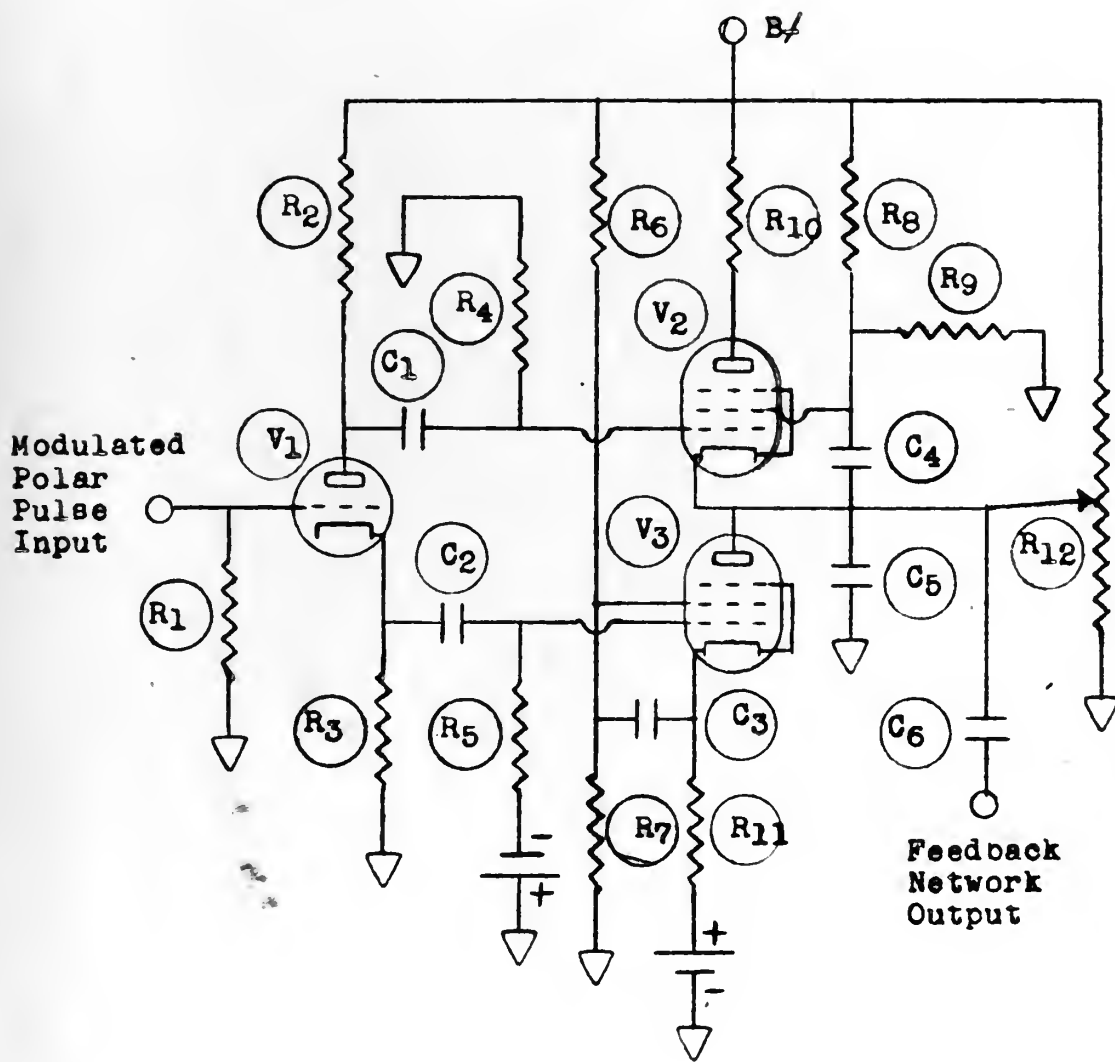 B+
R2
R6
R10
R8
R9
R4
V2
C1
V1
Modulated
Polar
Pulse
Input
C4
V3
C2
R12
C5
R1
R3
R5
C3
C6
R7
R11
-
+
+
-
Feedback
Network
Output